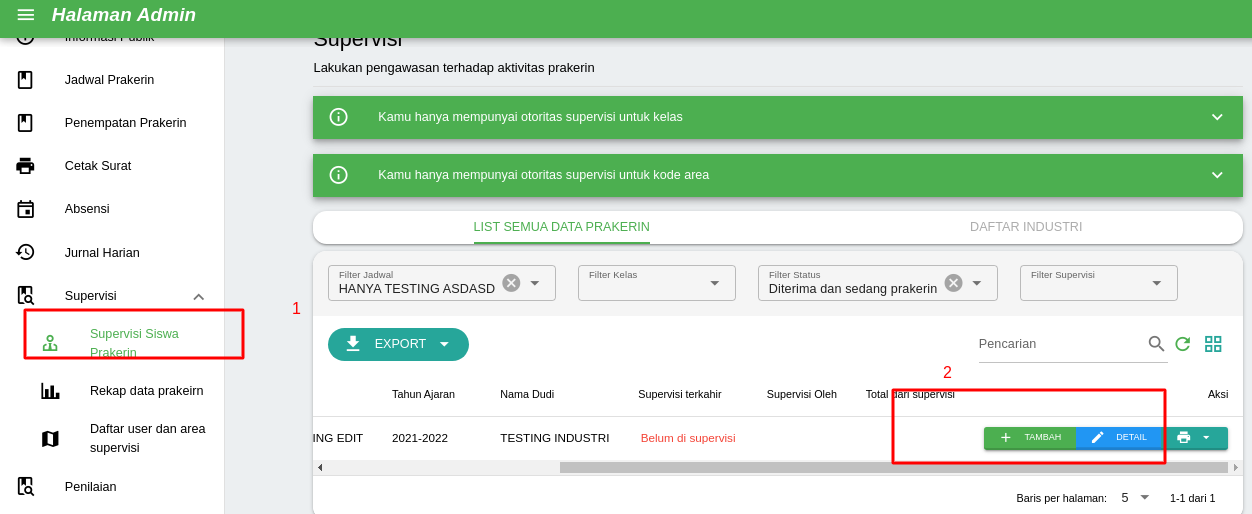 Halaman Admin
Informasi Publik
Jadwal Prakerin
Penempatan Prakerin
Cetak Surat
Absensi
Jurnal Harian
Supervisi
1
Supervisi Siswa
Prakerin
Rekap data prakeirn
Daftar user dan area
supervisi
Penilaian
Supervisi
Lakukan pengawasan terhadap aktivitas prakerin
Kamu hanya mempunyai otoritas supervisi untuk kelas
Kamu hanya mempunyai otoritas supervisi untuk kode area
LIST SEMUA DATA PRAKERIN DAFTAR INDUSTRI
Filter Jadwal Filter Kelas Filter Status Filter Supervisi
HANYA TESTING ASDASD Diterima dan sedang prakerin
EXPORT Pencarian
2
Tahun Ajaran Nama Dudi Supervisi terkahir Supervisi Oleh Total dari supervisi Aksi
ING EDIT 2021-2022 TESTING INDUSTRI Belum di supervisi TAMBAH DETAIL
Baris per halaman: 5 1-1 dari 1